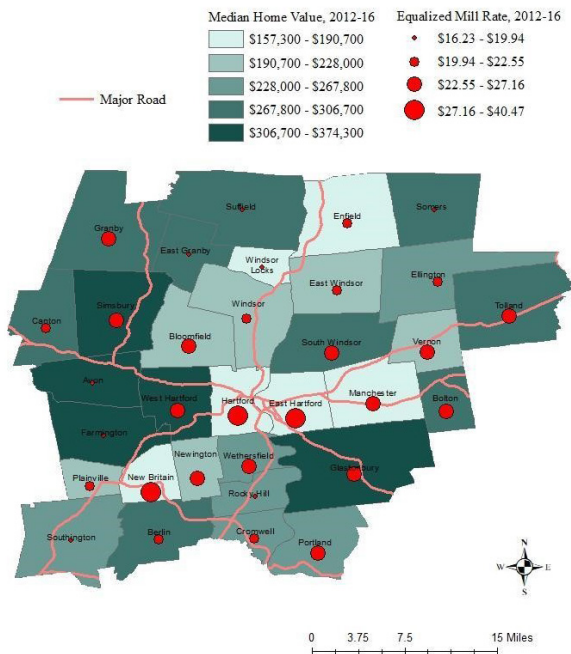 Median Home Value, 2012-16
$157,300 - $190,700
$190,700 - $228,000
$228,000 - $267,800
$267,800 - $306,700
$306,700 - $374,300
Equalized Mill Rate, 2012-16
$16.23 - $19.94
$19.94 - $22.55
$22.55 - $27.16
$27.16 - $40.47
Major Road
Suffield
Somers
Enfield
Granby
East Granby
Windsor
Locks
Ellington
East Windsor
Simsbury
Windsor
Tolland
Canton
Bloomfield
South Windsor
Vernon
Avon
West Hartford
Hartford
East Hartford
Manchester
Bolton
Farmington
Newington
Wethersfield
Glastonbury
Plainville
New Britain
Rocky Hill
Southington
Berlin
Cromwell
Portland
N
W
E
S
0
3.75
7.5
15 Miles